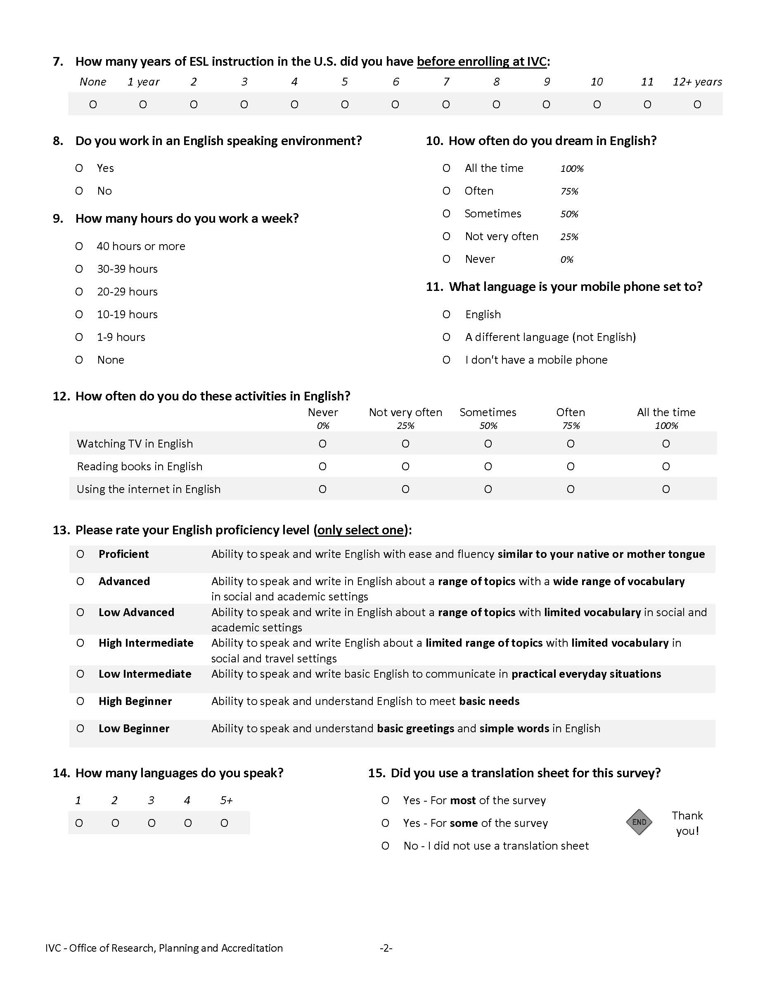 7. How many years of ESL instruction in the U.S. did you have before enrolling at IVC:
None 1 year 2 3 4 5 6 7 8 9 10 11 12+ years
O O O O O O O O O O O O O
8. Do you work in an English speaking environment?
O Yes
O No
9. How many hours do you work a week?
O 40 hours or more
O 30-39 hours
O 20-29 hours
O 10-19 hours
O 1-9 hours
O None
10. How often do you dream in English?
O All the time 100%
O Often 75%
O Sometimes 50%
O Not very often 25%
O Never 0%
11. What language is your mobile phone set to?
O English
O A different language (not English)
O I don't have a mobile phone
12. How often do you do these activities in English?
Never Not very often Sometimes Often All the time
0% 25% 50% 75% 100%
Watching TV in English O O O O O
Reading books in English O O O O O
Using the internet in English O O O O O
13. Please rate your English proficiency level (only select one):
O Proficient Ability to speak and write English with ease and fluency similar to your native or mother tongue
O Advanced Ability to speak and write in English about a range of topics with a wide range of vocabulary
in social and academic settings
O Low Advanced Ability to speak and write in English about a range of topics with limited vocabulary in social and
academic settings
O High Intermediate Ability to speak and write English about a limited range of topics with limited vocabulary in
social and travel settings
O Low Intermediate Ability to speak and write basic English to communicate in practical everyday situations
O High Beginner Ability to speak and understand English to meet basic needs
O Low Beginner Ability to speak and understand basic greetings and simple words in English
14. How many languages do you speak?
1 2 3 4 5+
O O O O O
15. Did you use a translation sheet for this survey?
O Yes - For most of the survey
O Yes - For some of the survey
O No - I did not use a translation sheet
END
Thank
you!
IVC - Office of Research, Planning and Accreditation -2-